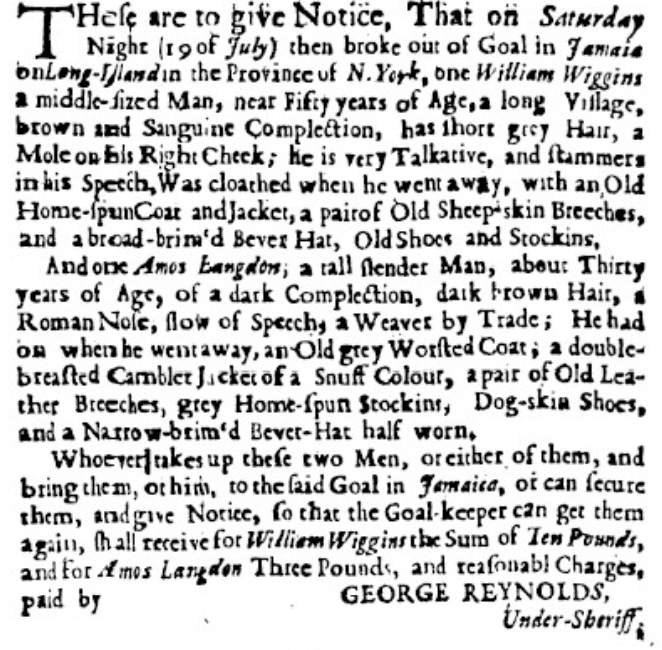 THeſe are to give Notice, That on Saturday
Night (19 of July) then broke out of Goal in Jamaia
on Long-Iſland in the Province of N. York, one William Wiggins
a middle-ſized Man, near Fifty years of Age, a long Village,
brown and Sanguine Complection, has ſhort grey Hair, a
Mole on his Right Cheek; he is very Talkative, and ſtammers
in his Speech, Was cloathed when he went away, with an Old
Home-ſpun Coat and Jacket, a pair of Old Sheep-skin Breeches,
and a broad-brim'd Bever Hat, Old Shoes and Stockins,
And one Amos Langdon, a tall ſlender Man, about Thirty
years of Age, of a dark Complection, dark brown Hair, a
Roman Noſe, ſlow of Speech, a Weaver by Trade; He had
on when he went away, an Old grey Worſted Coat; a double-
breaſted Camblet Jacket of a Snuff Colour, a pair of Old Lea-
ther Breeches, grey Home-ſpun Stockins, Dog-skin Shoes,
and a Narrow-brim'd Bever-Hat half worn.
Whoever takes up theſe two Men, or either of them, and
bring them, or him, to the ſaid Goal in Jamaica, or can ſecure
them, and give Notice, ſo that the Goal-keeper can get them
again, ſhall receive for William Wiggins the Sum of Ten Pounds,
and for Amos Langdon Three Pounds, and reaſonabl Charges,
paid by GEORGE REYNOLDS,
Under-Sheriff.